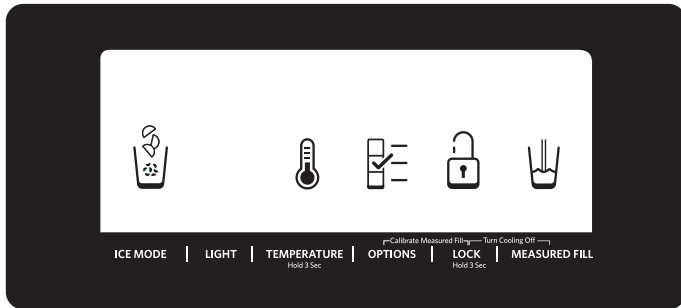 Calibrate Measured Fill Turn Cooling Off
ICE MODE LIGHT TEMPERATURE OPTIONS LOCK MEASURED FILL
Hold 3 Sec Hold 3 Sec